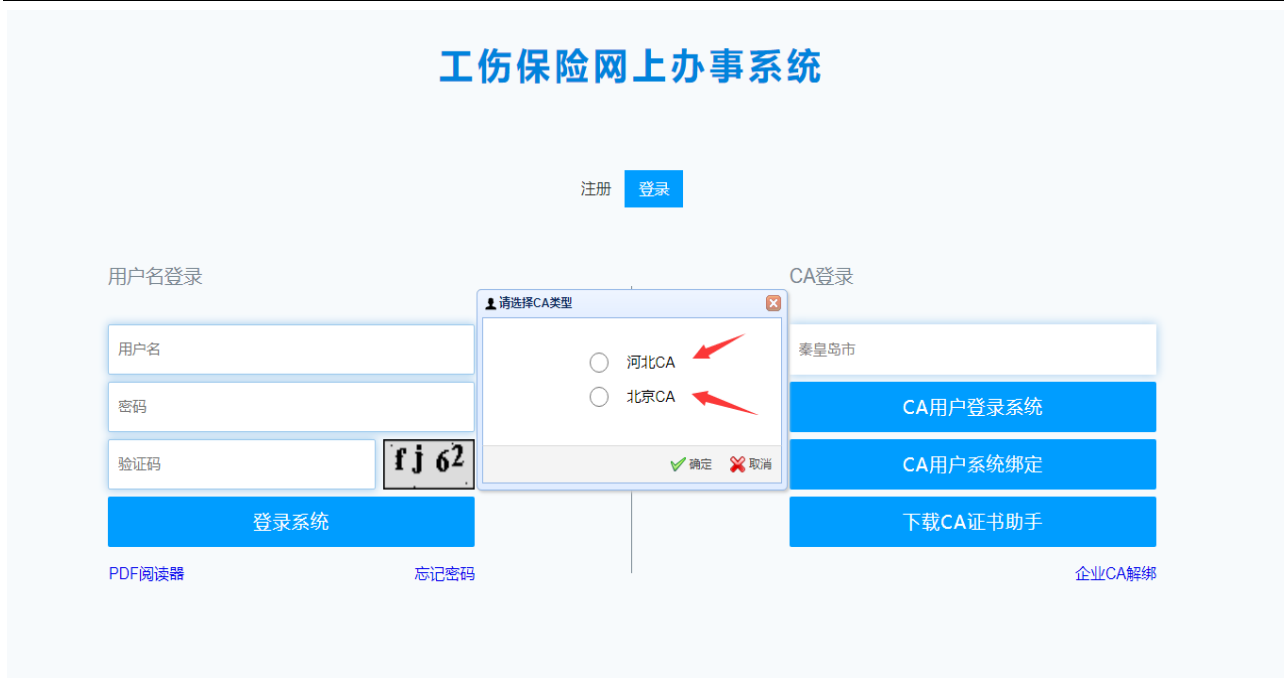 工伤保险网上办事系统
注册 登录
用户名登录
用户名
密码
验证码 fj 62
登录系统
PDF阅读器 忘记密码
请选择CA类型
河北CA
北京CA
确定 取消
CA登录
秦皇岛市
CA用户登录系统
CA用户系统绑定
下载CA证书助手
企业CA解绑